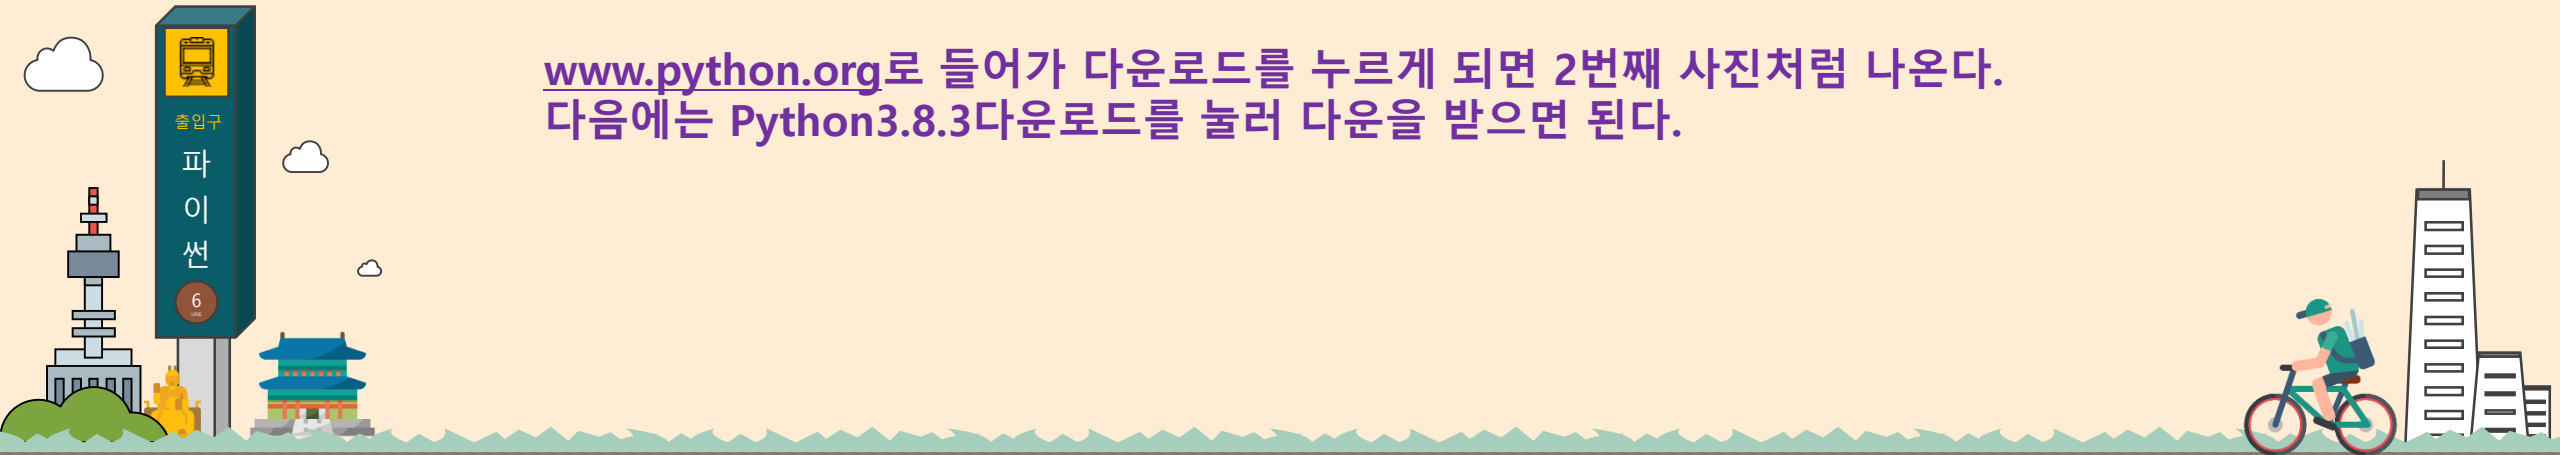 출입구
파
이
썬
6
LINE
www.python.org로 들어가 다운로드를 누르게 되면 2번째 사진처럼 나온다.
다음에는 Python3.8.3다운로드를 눌러 다운을 받으면 된다.